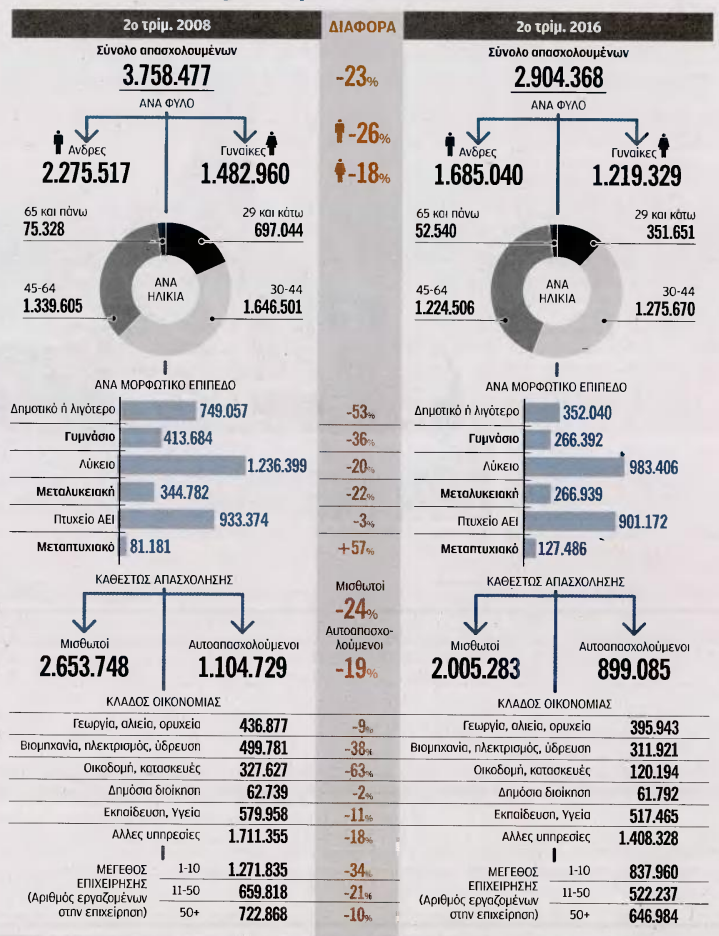 2ο τρίμ. 2008
ΔΙΑΦΟΡΑ
2ο τρίμ. 2016
Σύνολο απασχολουμένων
3.758.477
-23%
Σύνολο απασχολουμένων
2.904.368
ΑΝΑ ΦΥΛΟ
ΑΝΑ ΦΥΛΟ
Ανδρες
2.275.517
Γυναίκες
1.482.960
-26%
-18%
Ανδρες
1.685.040
Γυναίκες
1.219.329
65 και πάνω
75.328
29 και κάτω
697.044
45-64
1.339.605
ΑΝΑ
ΗΛΙΚΙΑ
30-44
1.646.501
65 και πάνω
52.540
29 και κάτω
351.651
45-64
1.224.506
ΑΝΑ
ΗΛΙΚΙΑ
30-44
1.275.670
ΑΝΑ ΜΟΡΦΩΤΙΚΟ ΕΠΙΠΕΔΟ
ΑΝΑ ΜΟΡΦΩΤΙΚΟ ΕΠΙΠΕΔΟ
Δημοτικό ή λιγότερο 749.057 -53% Δημοτικό ή λιγότερο 352.040
Γυμνάσιο 413.684 -36% Γυμνάσιο 266.392
Λύκειο 1.236.399 -20% Λύκειο 983.406
Μεταλυκειακή 344.782 -22% Μεταλυκειακή 266.939
Πτυχείο ΑΕΙ 933.374 -3% Πτυχείο ΑΕΙ 901.172
Μεταπτυχιακό 81.181 +57% Μεταπτυχιακό 127.486
ΚΑΘΕΣΤΩΣ ΑΠΑΣΧΟΛΗΣΗΣ
ΚΑΘΕΣΤΩΣ ΑΠΑΣΧΟΛΗΣΗΣ
Μισθωτοί
2.653.748
Αυτοαπασχολούμενοι
1.104.729
Μισθωτοί
-24%
Αυτοαπασχο-
λούμενοι
-19%
Μισθωτοί
2.005.283
Αυτοαπασχολούμενοι
899.085
ΚΛΑΔΟΣ ΟΙΚΟΝΟΜΙΑΣ
ΚΛΑΔΟΣ ΟΙΚΟΝΟΜΙΑΣ
Γεωργία, αλιεία, ορυχεία 436.877 -9% Γεωργία, αλιεία, ορυχεία 395.943
Βιομηχανία, ηλεκτρισμός, ύδρευση 499.781 -38% Βιομηχανία, ηλεκτρισμός, ύδρευση 311.921
Οικοδομή, κατασκευές 327.627 -63% Οικοδομή, κατασκευές 120.194
Δημόσια διοίκηση 62.739 -2% Δημόσια διοίκηση 61.792
Εκπαίδευση, Υγεία 579.958 -11% Εκπαίδευση, Υγεία 517.465
Αλλες υπηρεσίες 1.711.355 -18% Αλλες υπηρεσίες 1.408.328
ΜΕΓΕΘΟΣ
ΕΠΙΧΕΙΡΗΣΗΣ
(Αριθμός εργαζομένων
στην επιχείρηση)
1-10 1.271.835 -34%
11-50 659.818 -21%
50+ 722.868 -10%
ΜΕΓΕΘΟΣ
ΕΠΙΧΕΙΡΗΣΗΣ
(Αριθμός εργαζομένων
στην επιχείρηση)
1-10 837.960
11-50 522.237
50+ 646.984